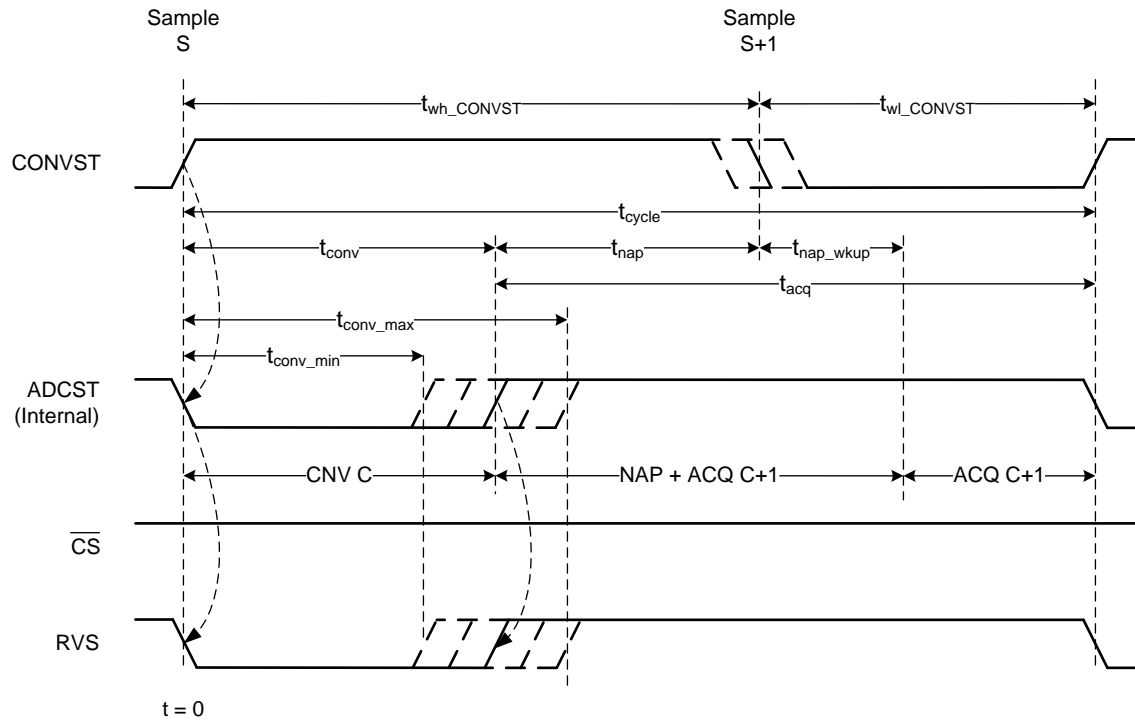 Sample
S
Sample
S+1
twh_CONVST
twl_CONVST
CONVST
tcycle
tconv
tnap
tnap_wkup
tacq
tconv_max
tconv_min
ADCST
(Internal)
CNV C
NAP + ACQ C+1
ACQ C+1
CS
RVS
t = 0